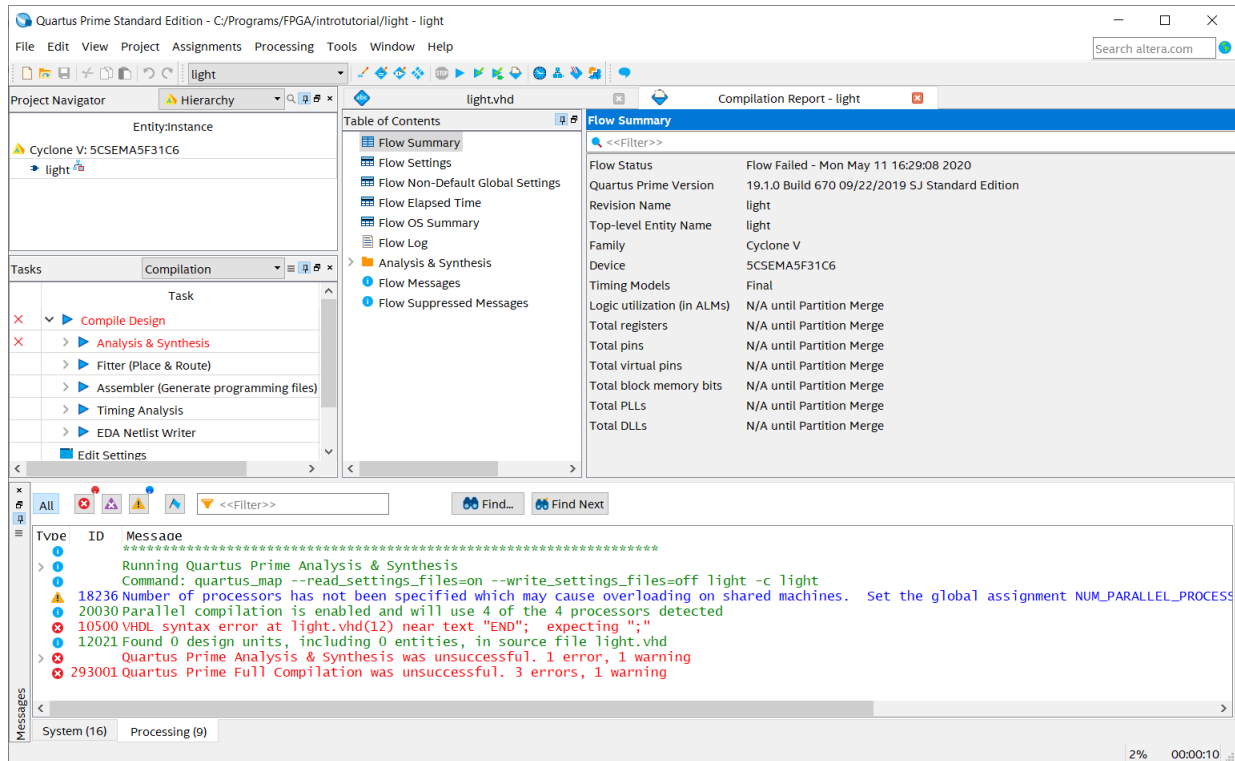 Quartus Prime Standard Edition - C:/Programs/FPGA/introtutorial/light - light
File Edit View Project Assignments Processing Tools Window Help
Search altera.com
light
Project Navigator Hierarchy
Entity:Instance
Cyclone V: 5CSEMA5F31C6
light
Tasks Compilation
Task
Compile Design
Analysis & Synthesis
Fitter (Place & Route)
Assembler (Generate programming files)
Timing Analysis
EDA Netlist Writer
Edit Settings
light.vhd
Compilation Report - light
Table of Contents
Flow Summary
Flow Settings
Flow Non-Default Global Settings
Flow Elapsed Time
Flow OS Summary
Flow Log
Analysis & Synthesis
Flow Messages
Flow Suppressed Messages
Flow Summary
<<Filter>>
Flow Status Flow Failed - Mon May 11 16:29:08 2020
Quartus Prime Version 19.1.0 Build 670 09/22/2019 SJ Standard Edition
Revision Name light
Top-level Entity Name light
Family Cyclone V
Device 5CSEMA5F31C6
Timing Models Final
Logic utilization (in ALMs) N/A until Partition Merge
Total registers N/A until Partition Merge
Total pins N/A until Partition Merge
Total virtual pins N/A until Partition Merge
Total block memory bits N/A until Partition Merge
Total PLLs N/A until Partition Merge
Total DLLs N/A until Partition Merge
All <<Filter>> Find... Find Next
Type ID Message
*******************************************************************
Running Quartus Prime Analysis & Synthesis
Command: quartus_map --read_settings_files=on --write_settings_files=off light -c light
18236 Number of processors has not been specified which may cause overloading on shared machines. Set the global assignment NUM_PARALLEL_PROCESS
20030 Parallel compilation is enabled and will use 4 of the 4 processors detected
10500 VHDL syntax error at light.vhd(12) near text "END"; expecting ";"
12021 Found 0 design units, including 0 entities, in source file light.vhd
Quartus Prime Analysis & Synthesis was unsuccessful. 1 error, 1 warning
293001 Quartus Prime Full Compilation was unsuccessful. 3 errors, 1 warning
Messages
System (16) Processing (9)
2% 00:00:10